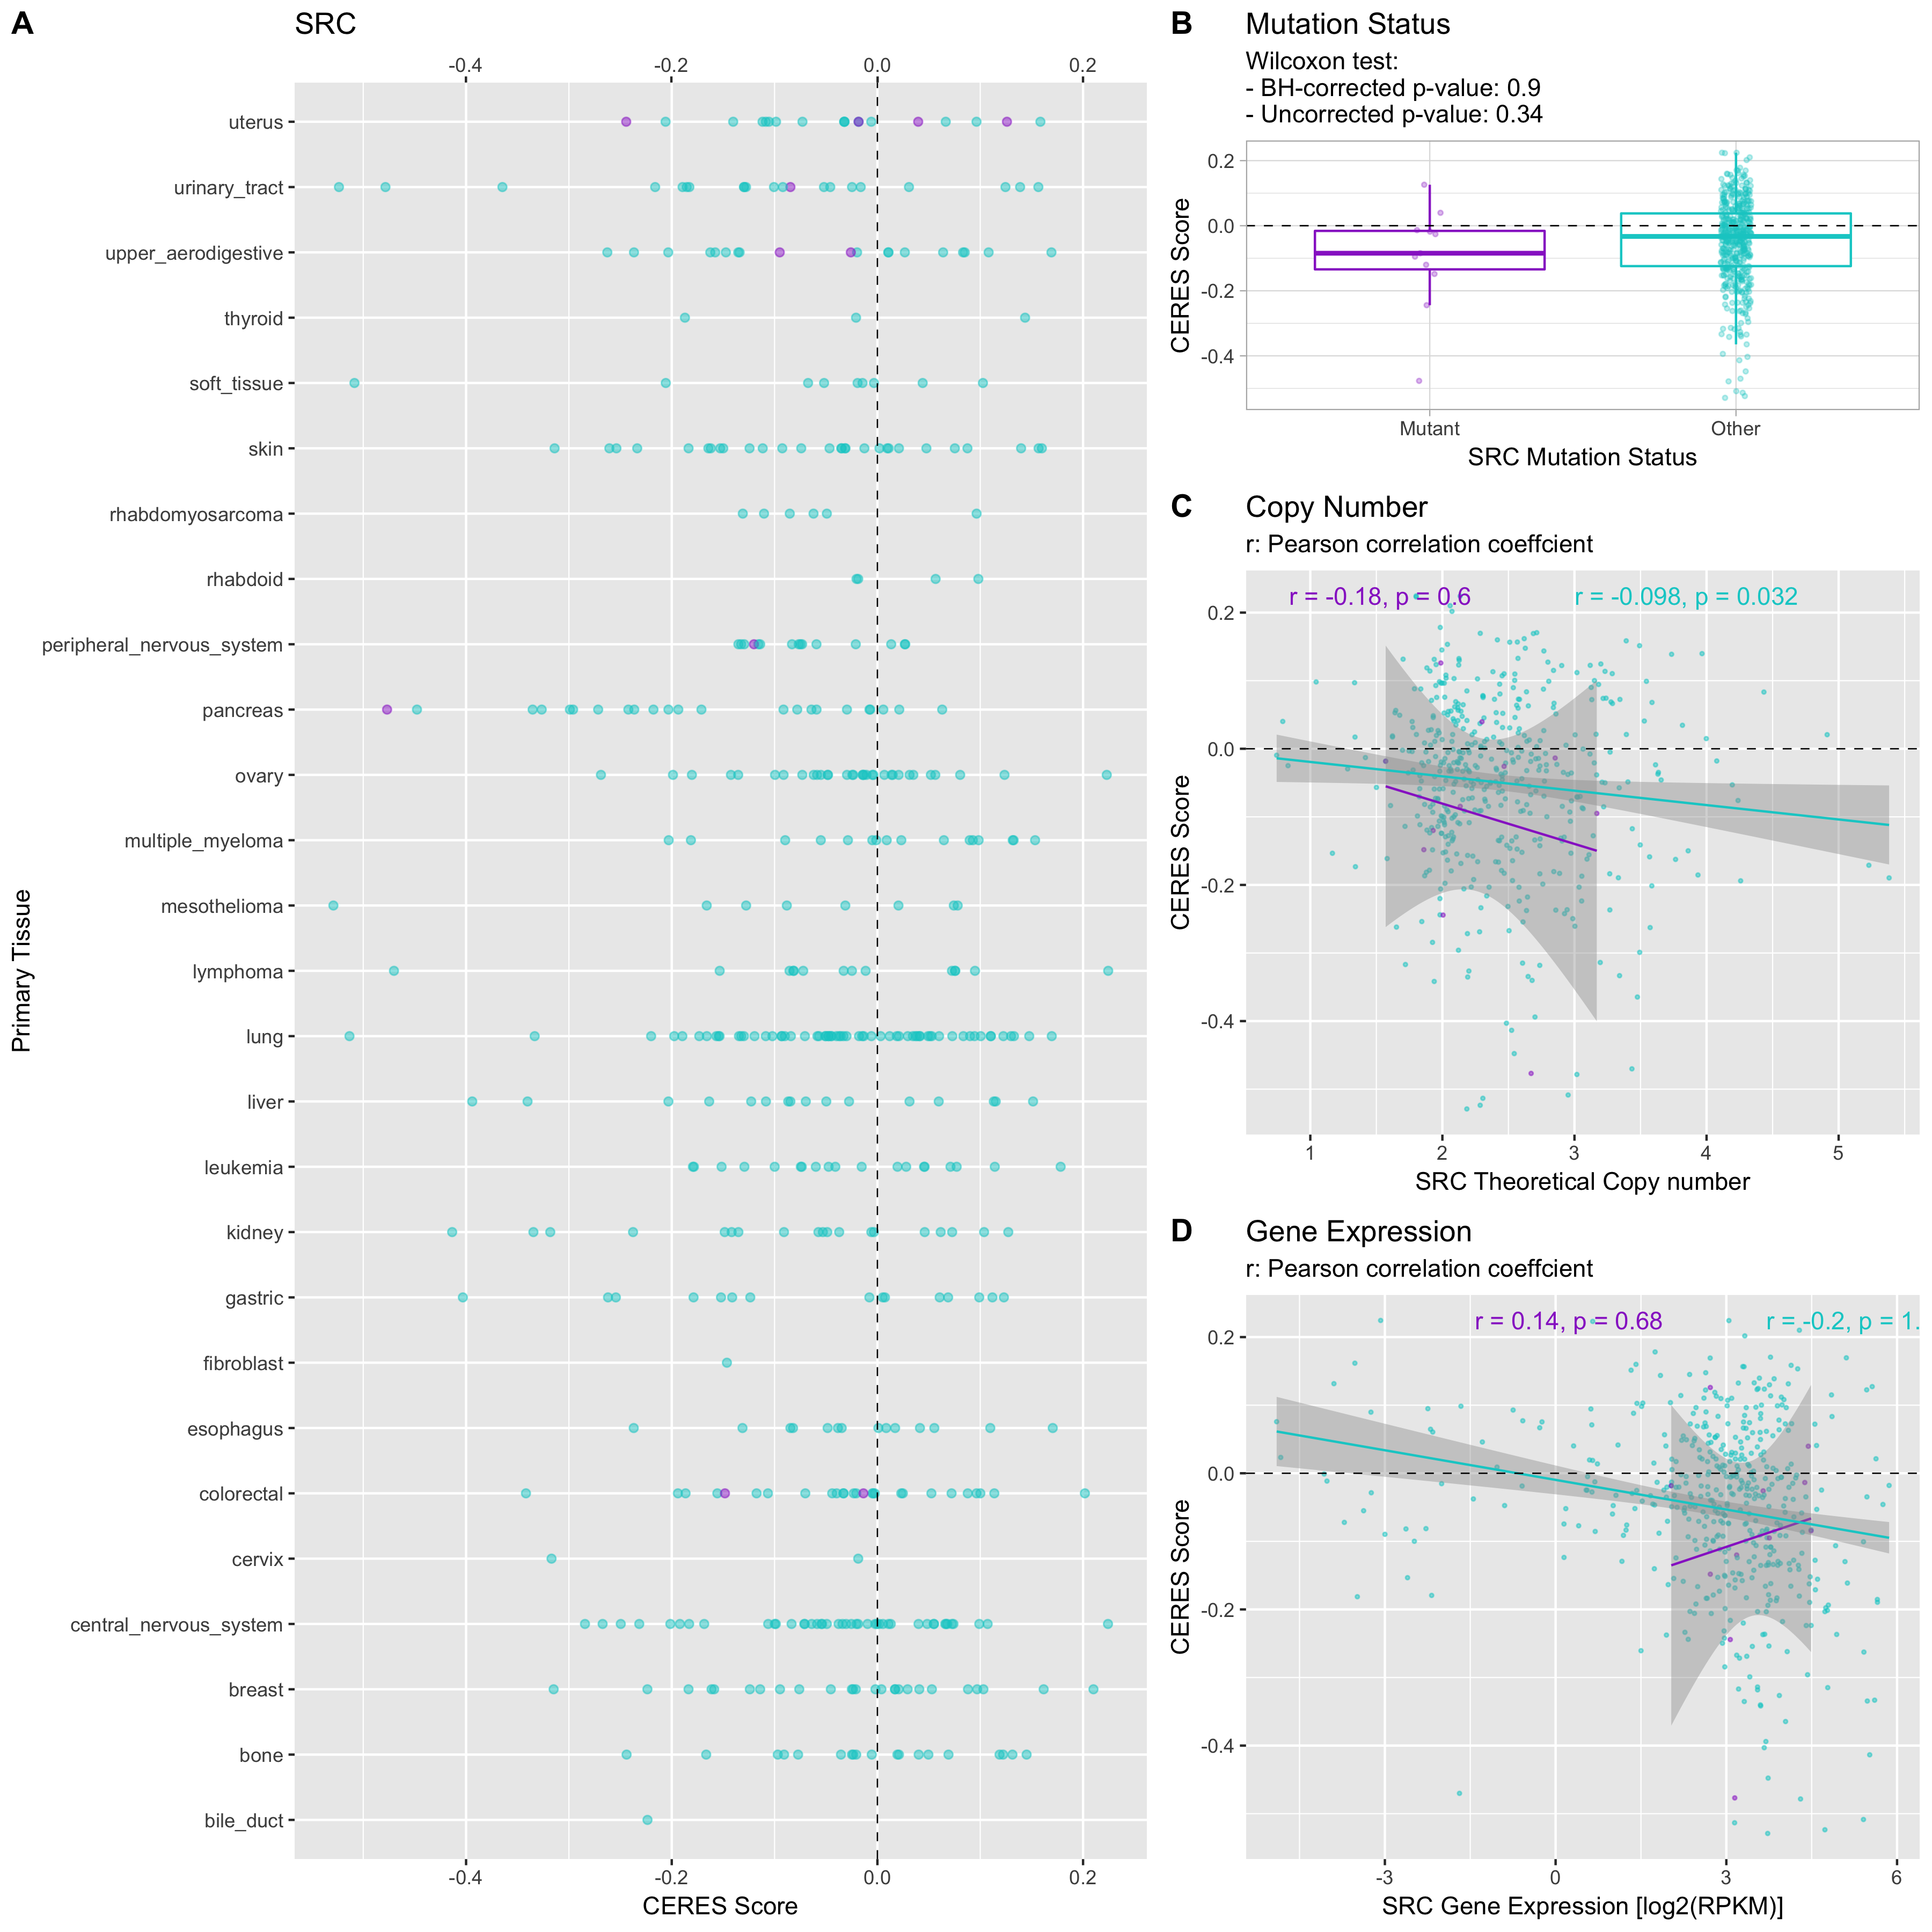 A
SRC
-0.4 -0.2 0.0 0.2
uterus
urinary_tract
upper_aerodigestive
thyroid
soft_tissue
skin
rhabdomyosarcoma
rhabdoid
peripheral_nervous_system
pancreas
ovary
multiple_myeloma
mesothelioma
lymphoma
lung
liver
leukemia
kidney
gastric
fibroblast
esophagus
colorectal
cervix
central_nervous_system
breast
bone
bile_duct
Primary Tissue
-0.4 -0.2 0.0 0.2
CERES Score
B
Mutation Status
Wilcoxon test:
- BH-corrected p-value: 0.9
- Uncorrected p-value: 0.34
0.2
0.0
-0.2
-0.4
CERES Score
Mutant Other
SRC Mutation Status
C
Copy Number
r: Pearson correlation coeffcient
r = -0.18, p = 0.6 r = -0.098, p = 0.032
0.2
0.0
-0.2
-0.4
CERES Score
1 2 3 4 5
SRC Theoretical Copy number
D
Gene Expression
r: Pearson correlation coeffcient
r = 0.14, p = 0.68 r = -0.2, p = 1.
0.2
0.0
-0.2
-0.4
CERES Score
-3 0 3 6
SRC Gene Expression [log2(RPKM)]